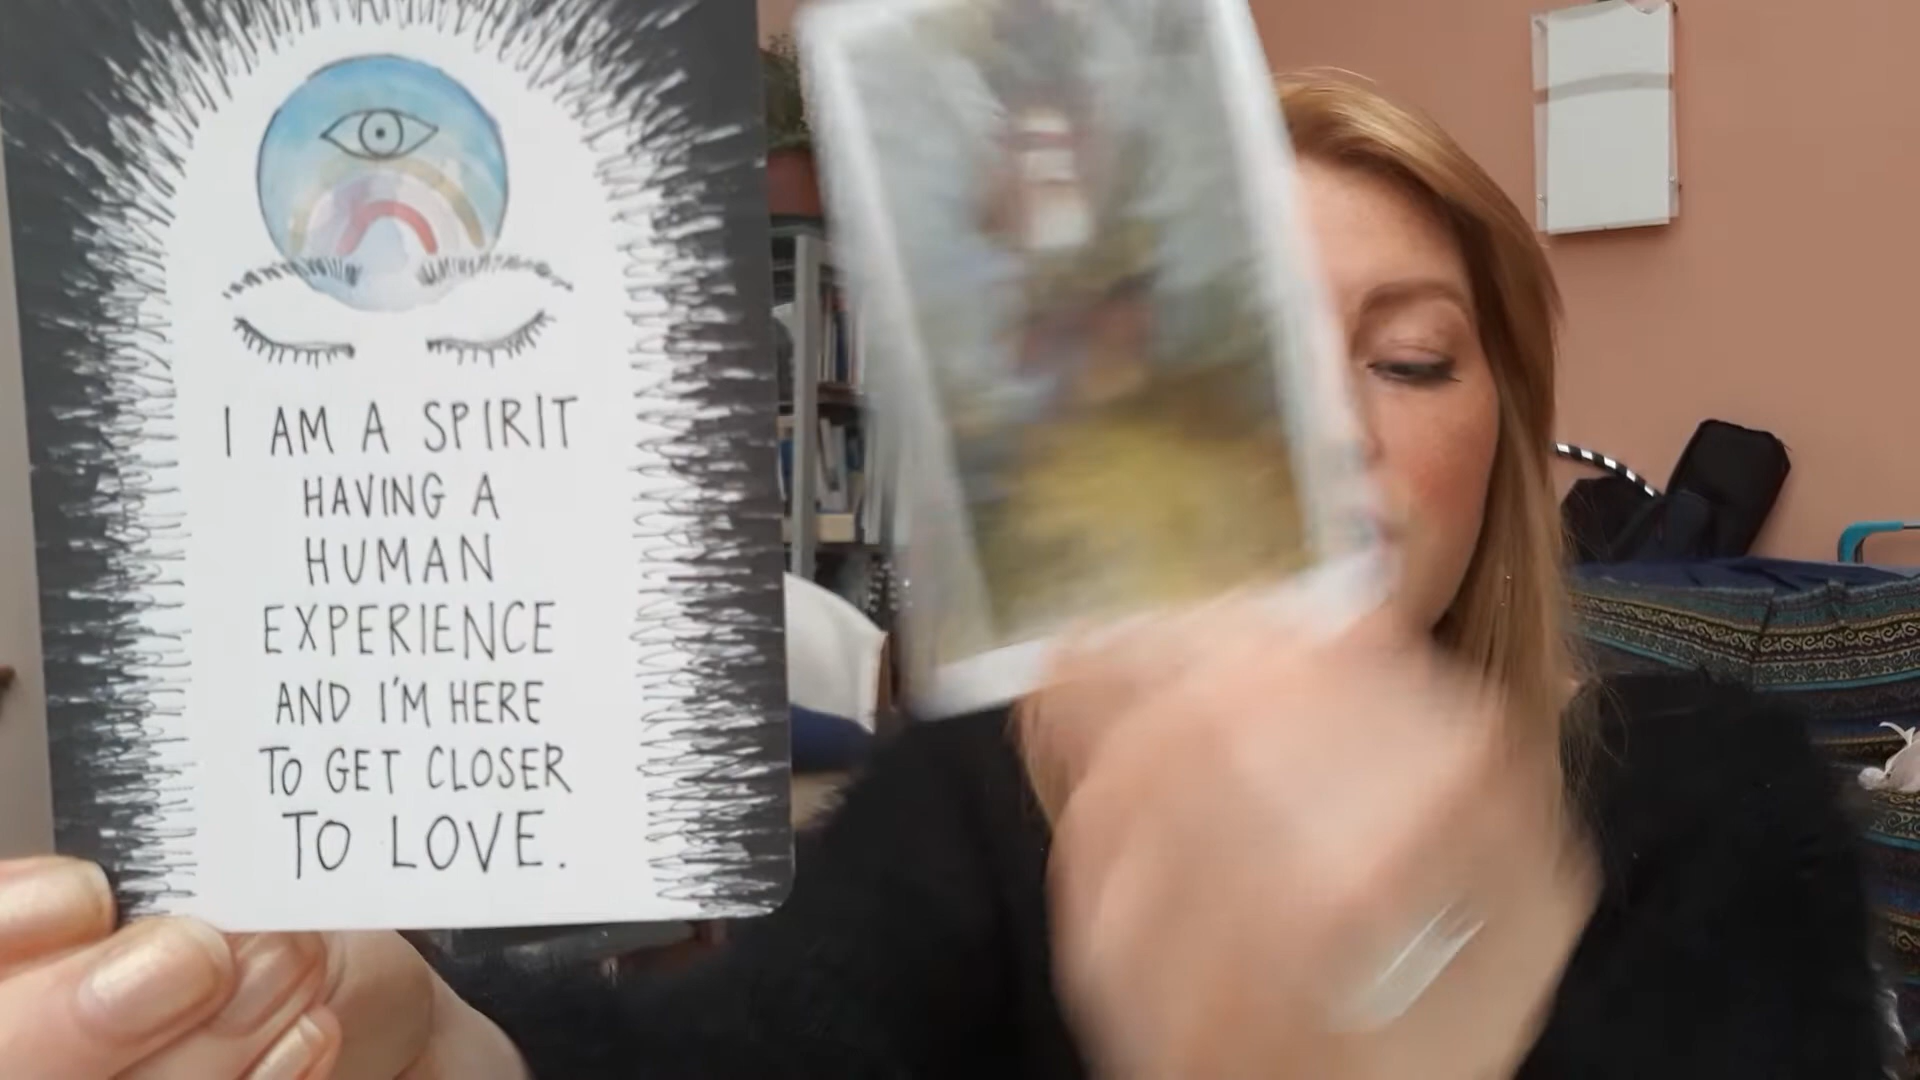 I AM A SPIRIT
HAVING A
HUMAN
EXPERIENCE
AND I'M HERE
TO GET CLOSER
TO LOVE.